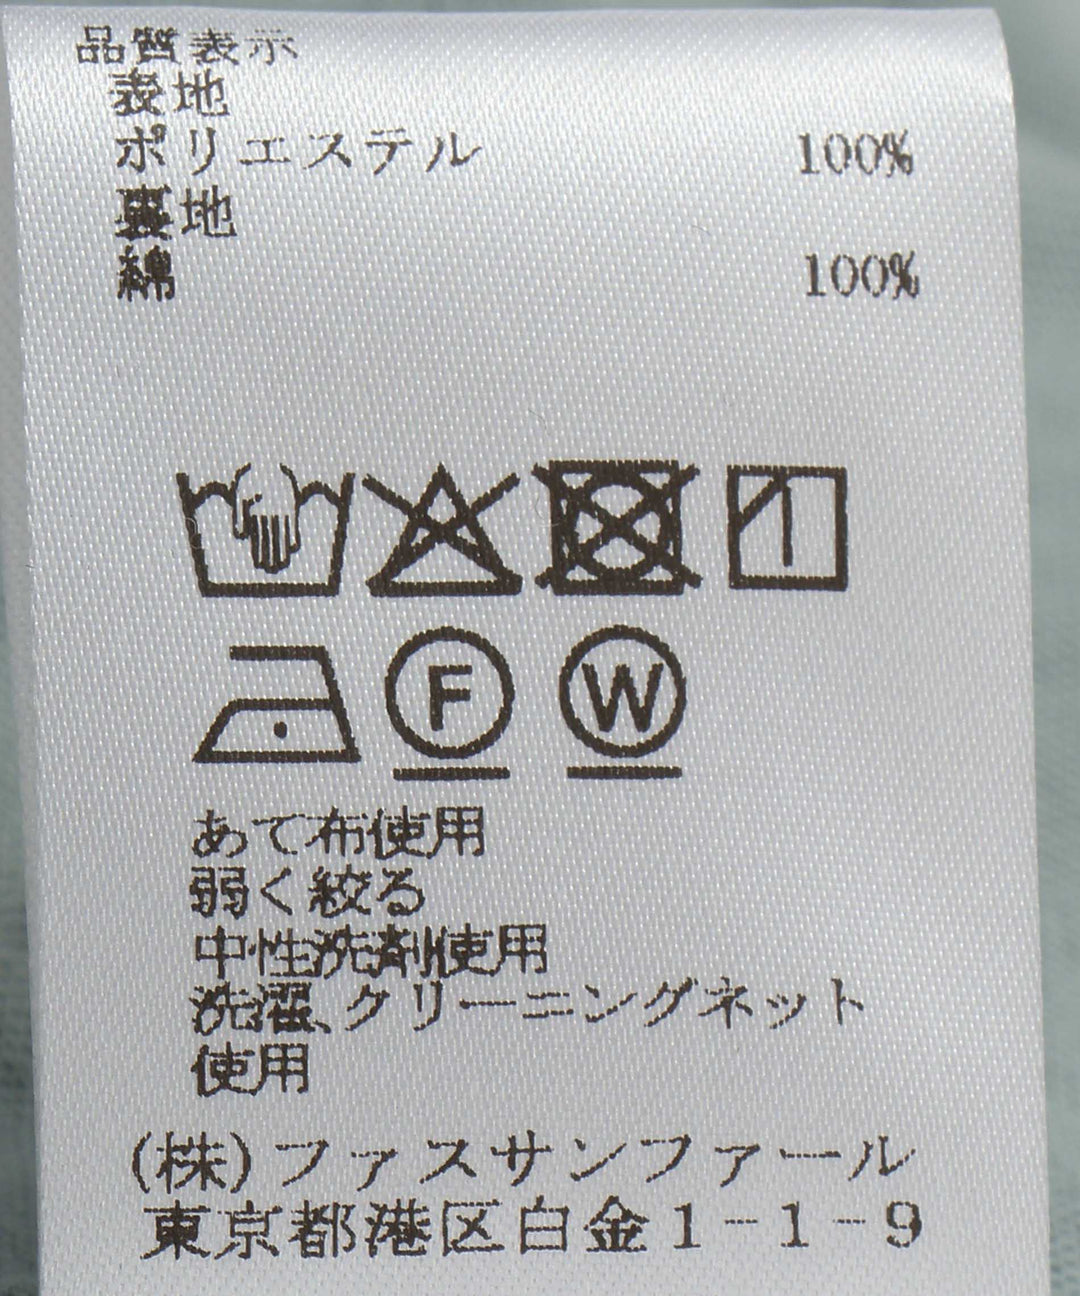 品質表示
表地
ポリエステル 100%
裏地
綿 100%
F W
あて布使用
弱く絞る
中性洗剤使用
洗濯、クリーニングネット
使用
(株)ファスサンファール
東京都港区白金1-1-9